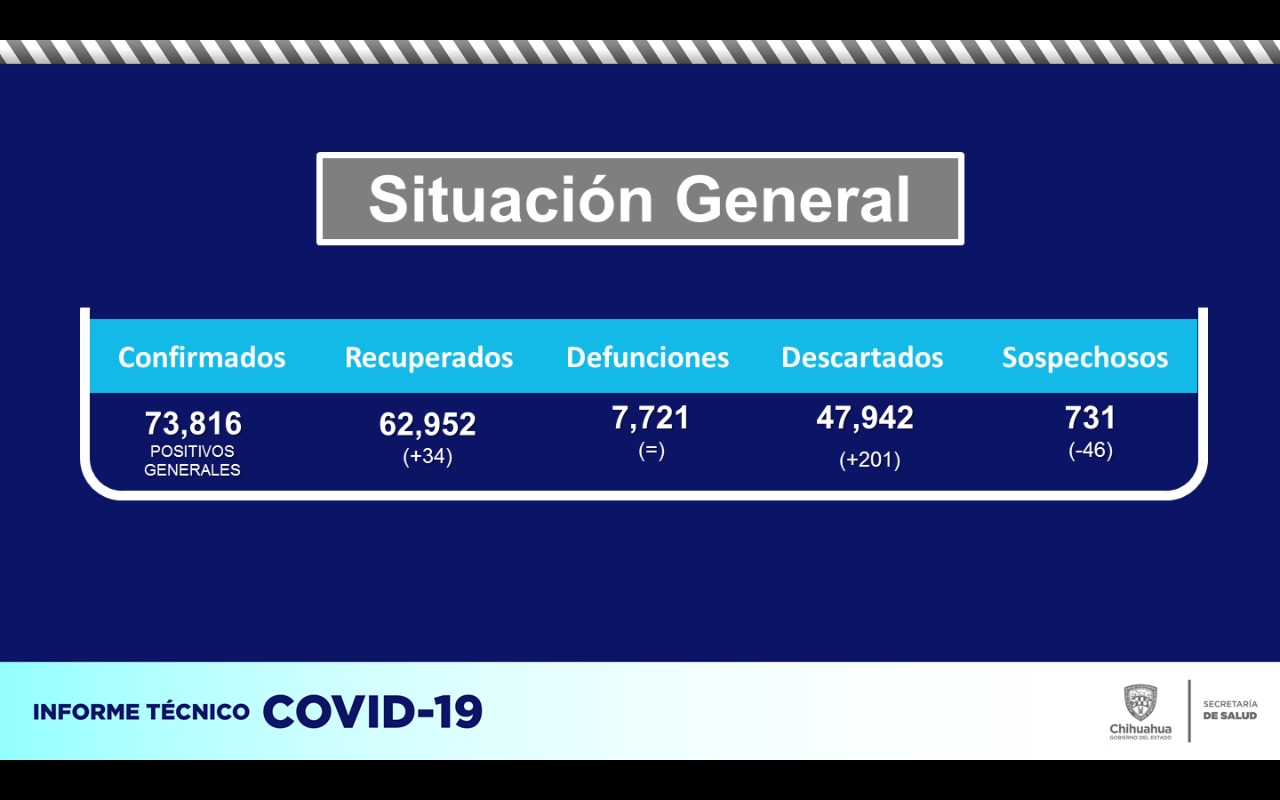 Situación General
Confirmados Recuperados Defunciones Descartados Sospechosos
73,816 62,952 7,721 47,942 731
POSITIVOS GENERALES (+34) (=) (+201) (-46)
INFORME TÉCNICO COVID-19
Chihuahua
GOBIERNO DEL ESTADO
SECRETARÍA
DE SALUD